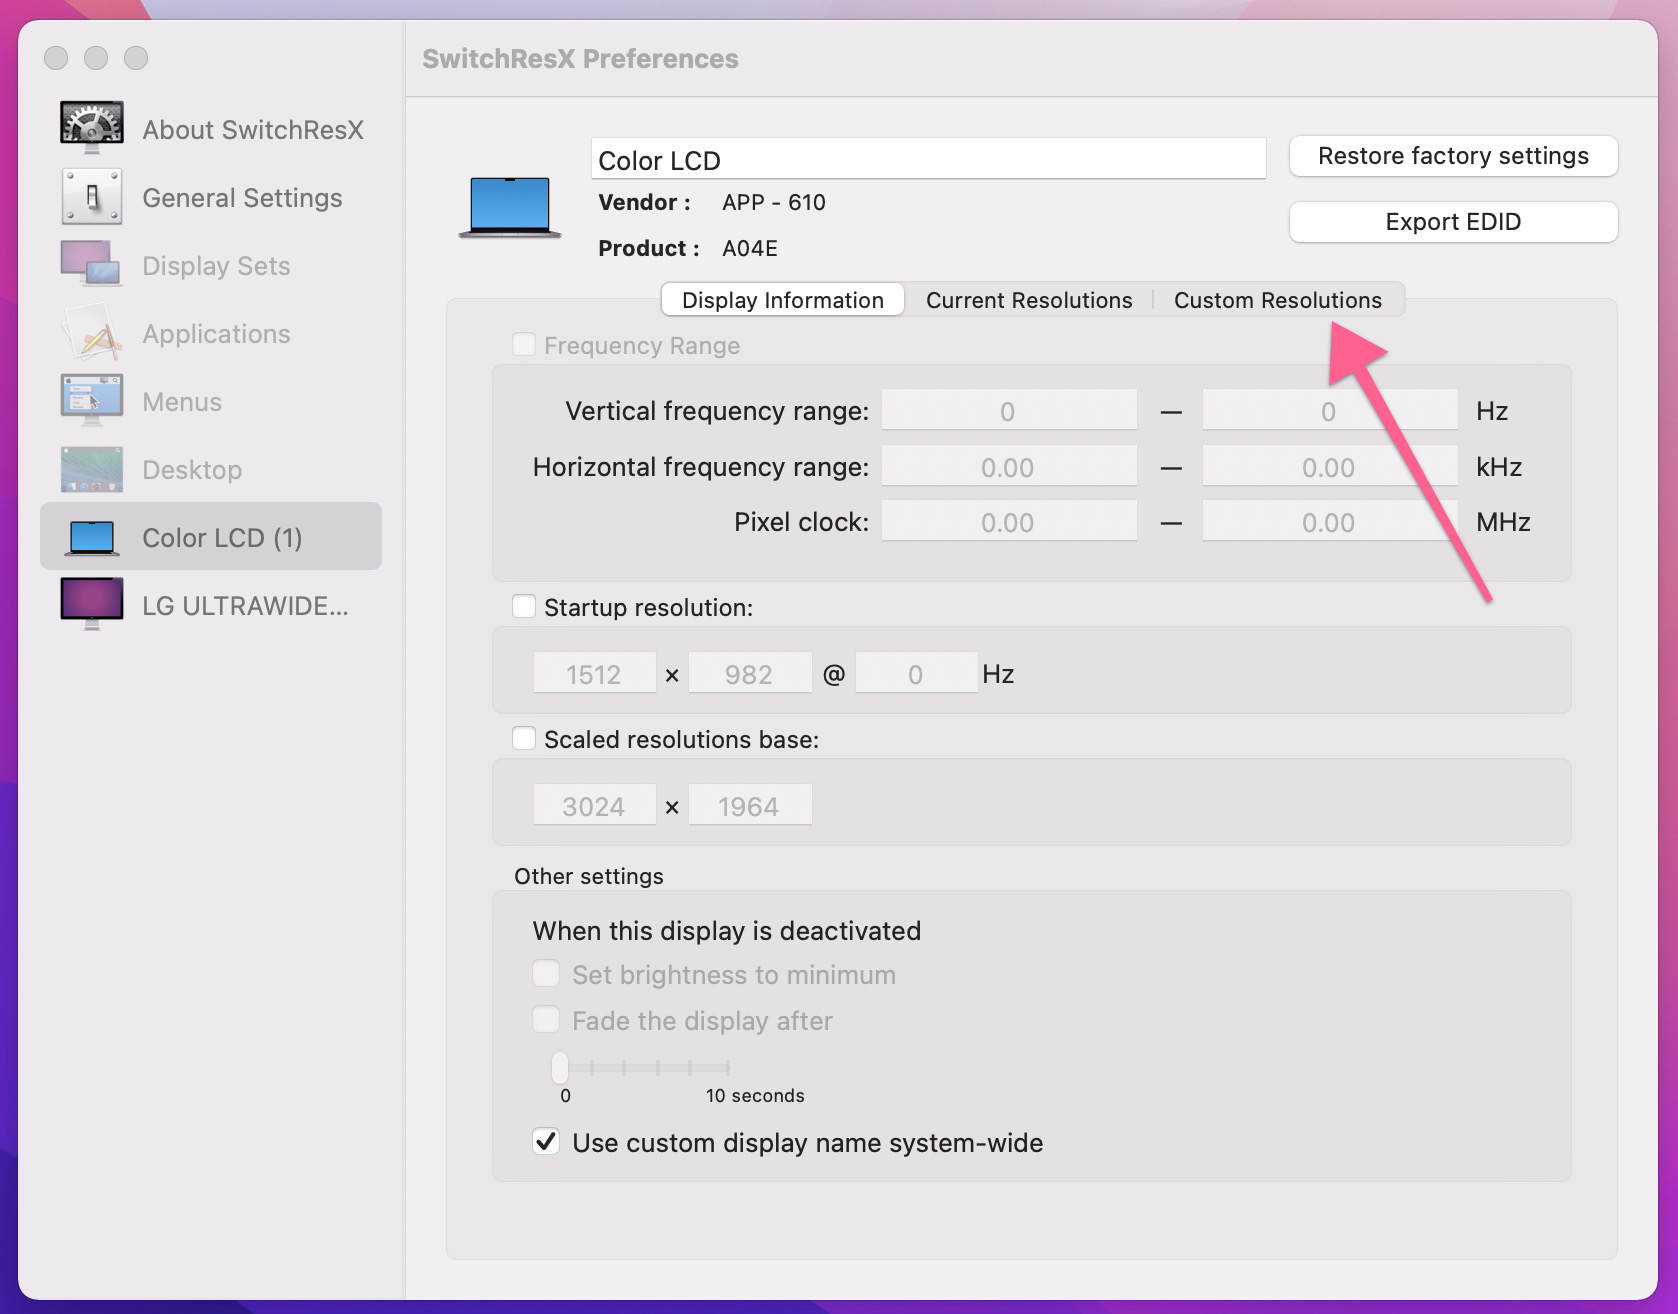 SwitchResX Preferences
About SwitchResX
General Settings
Display Sets
Applications
Menus
Desktop
Color LCD (1)
LG ULTRAWIDE...
Color LCD
Vendor : APP - 610
Product : A04E
Restore factory settings
Export EDID
Display Information Current Resolutions Custom Resolutions
Frequency Range
Vertical frequency range: 0 — 0 Hz
Horizontal frequency range: 0.00 — 0.00 kHz
Pixel clock: 0.00 — 0.00 MHz
Startup resolution:
1512 × 982 @ 0 Hz
Scaled resolutions base:
3024 × 1964
Other settings
When this display is deactivated
Set brightness to minimum
Fade the display after
0 10 seconds
Use custom display name system-wide